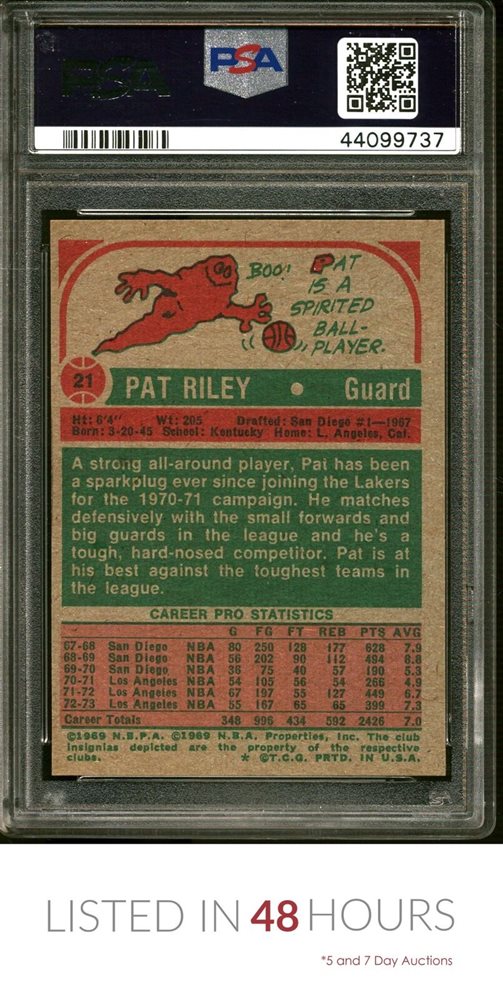 PSA
PSA
44099737
BOO! PAT
IS A
SPIRITED
BALL-
PLAYER.
21 PAT RILEY • Guard
Ht: 6'4" Wt: 205 Drafted: San Diego #1—1967
Born: 3-20-45 School: Kentucky Home: L. Angeles, Cal.
A strong all-around player, Pat has been
a sparkplug ever since joining the Lakers
for the 1970-71 campaign. He matches
defensively with the small forwards and
big guards in the league and he's a
tough, hard-nosed competitor. Pat is at
his best against the toughest teams in
the league.
CAREER PRO STATISTICS
G FG FT REB PTS AVG
67-68 San Diego NBA 80 250 128 177 628 7.9
68-69 San Diego NBA 56 202 90 112 494 8.8
69-70 San Diego NBA 36 75 40 57 190 5.3
70-71 Los Angeles NBA 54 105 56 54 266 4.9
71-72 Los Angeles NBA 67 197 55 127 449 6.7
72-73 Los Angeles NBA 55 167 65 65 399 7.3
Career Totals 348 996 434 592 2426 7.0
©1969 N.B.P.A. ©1969 N.B.A. Properties, Inc. The club
insignias depicted are the property of the respective
clubs. * ©T.C.G. PRTD. IN U.S.A.
LISTED IN 48 HOURS
*5 and 7 Day Auctions